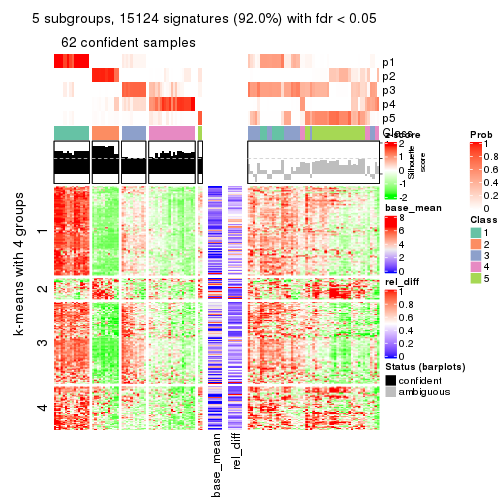 5 subgroups, 15124 signatures (92.0%) with fdr < 0.05
62 confident samples
p1
p2
p3
p4
p5
Class
z-score
2
1
0
-1
-2
Silhouette
score
Prob
1
0.8
0.6
0.4
0.2
0
base_mean
8
6
4
2
0
Class
1
2
3
4
5
rel_diff
1
0.8
0.6
0.4
0.2
0
Status (barplots)
confident
ambiguous
k-means with 4 groups
1
2
3
4
base_mean
rel_diff